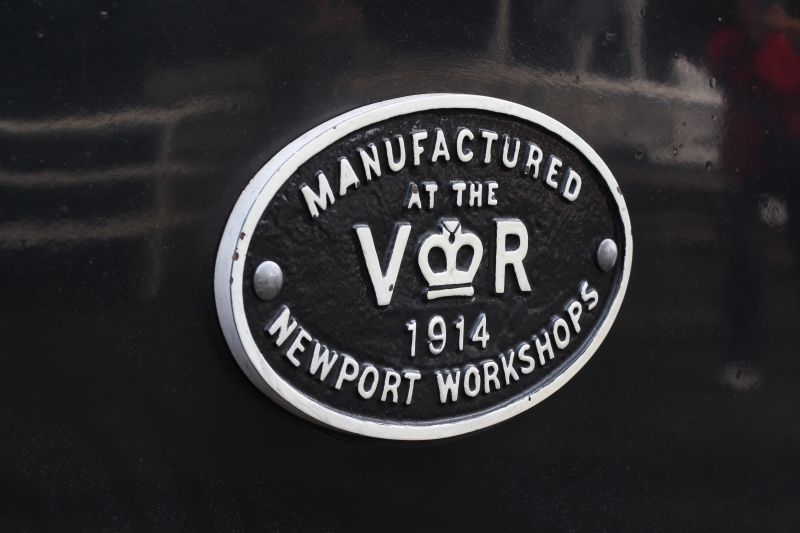 MANUFACTURED
AT THE
V R
1914
NEWPORT WORKSHOPS